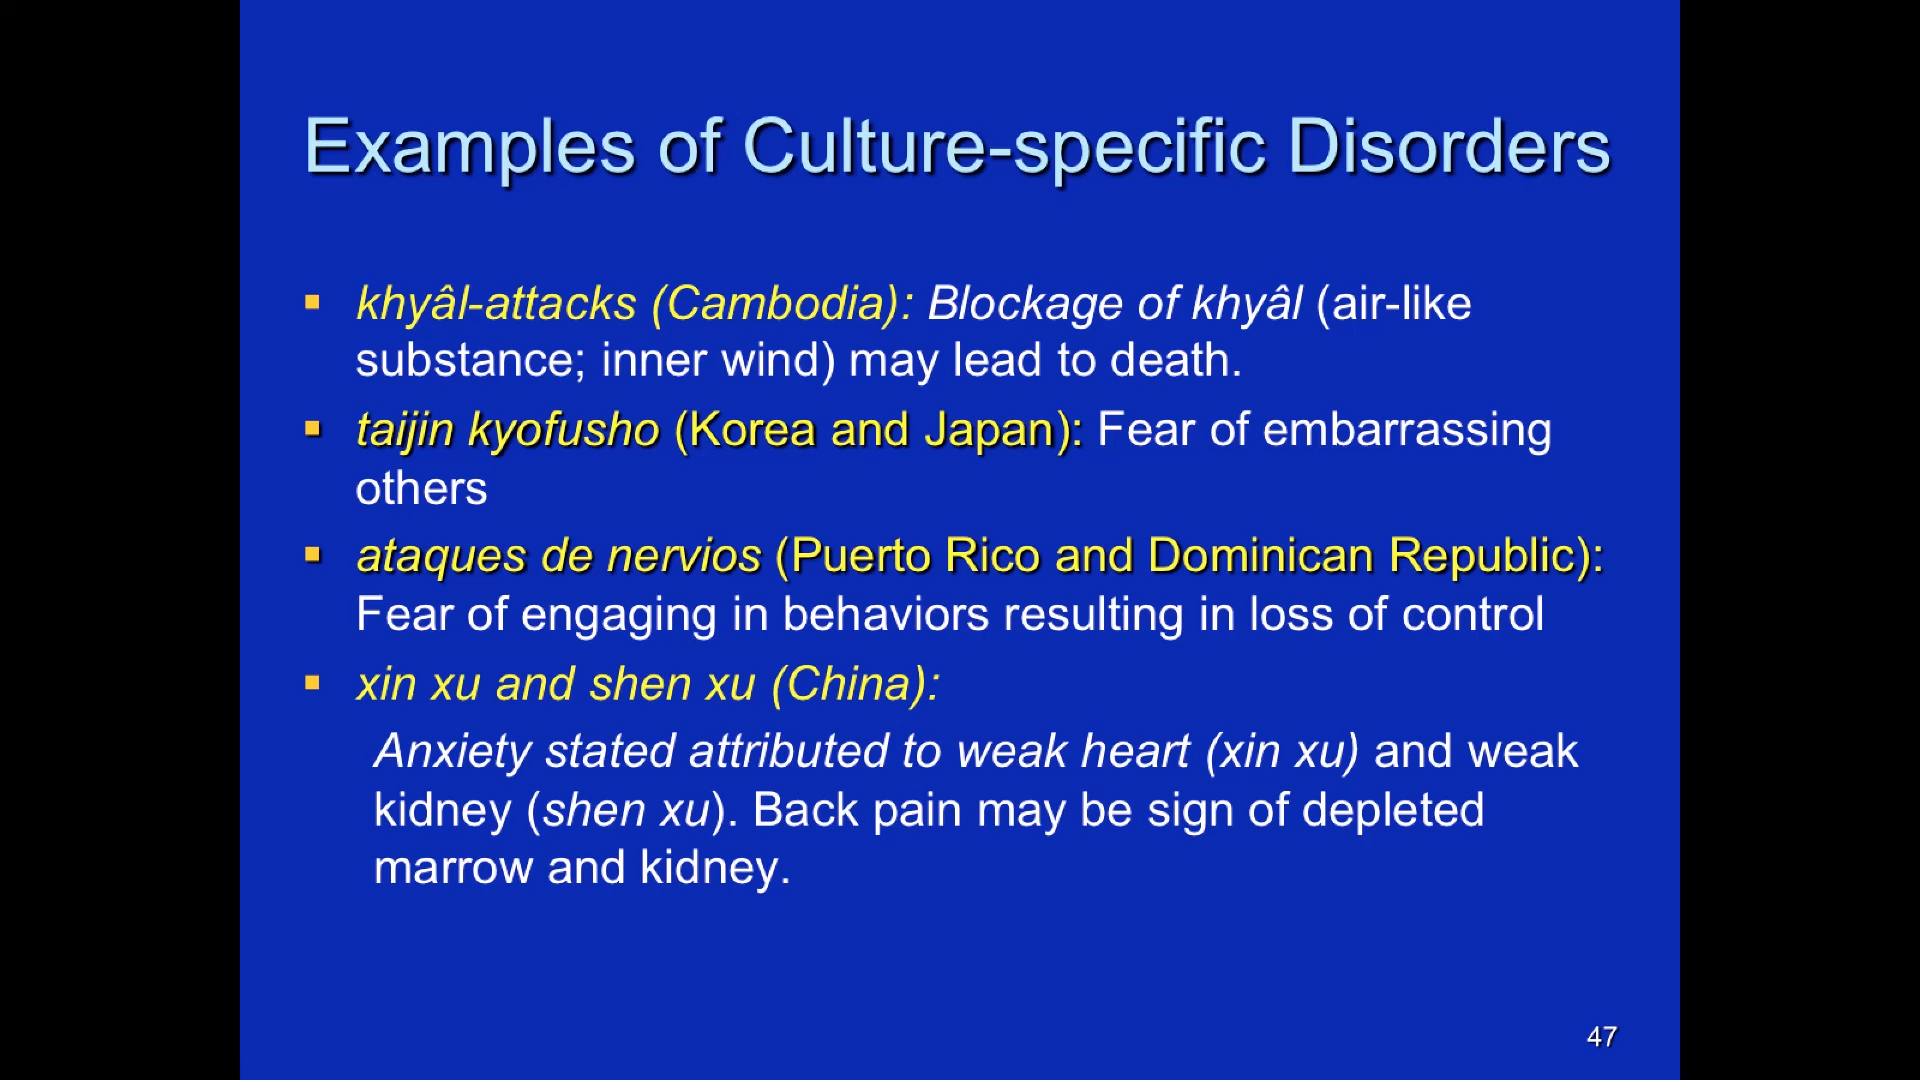 Examples of Culture-specific Disorders
▪ khyâl-attacks (Cambodia): Blockage of khyâl (air-like
substance; inner wind) may lead to death.
▪ taijin kyofusho (Korea and Japan): Fear of embarrassing
others
▪ ataques de nervios (Puerto Rico and Dominican Republic):
Fear of engaging in behaviors resulting in loss of control
▪ xin xu and shen xu (China):
Anxiety stated attributed to weak heart (xin xu) and weak
kidney (shen xu). Back pain may be sign of depleted
marrow and kidney.
47